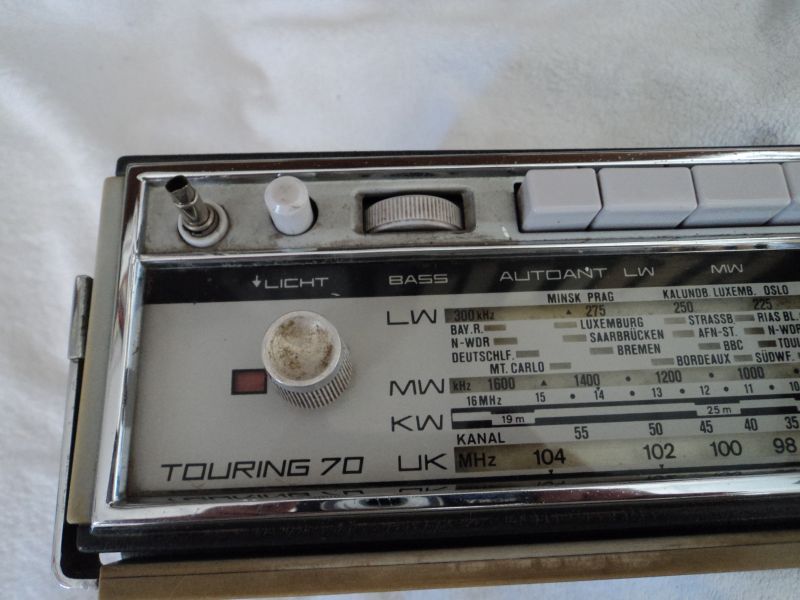 ↓LICHT BASS AUTOANT LW MW
MINSK PRAG KALUNDB. LUXEMB. OSLO
LW 300 kHz 275 250 225
BAY.R. LUXEMBURG STRASSB. RIAS BL.
N-WDR SAARBRÜCKEN AFN-ST. N-WDR
DEUTSCHLF. BREMEN BBC
MT. CARLO BORDEAUX SÜDWF.
MW kHz 1600 1400 1200 1000
16 MHz 15 14 13 12 11 10
KW 19 m 25 m
KANAL 55 50 45 40 35
TOURING 70 UK MHz 104 102 100 98